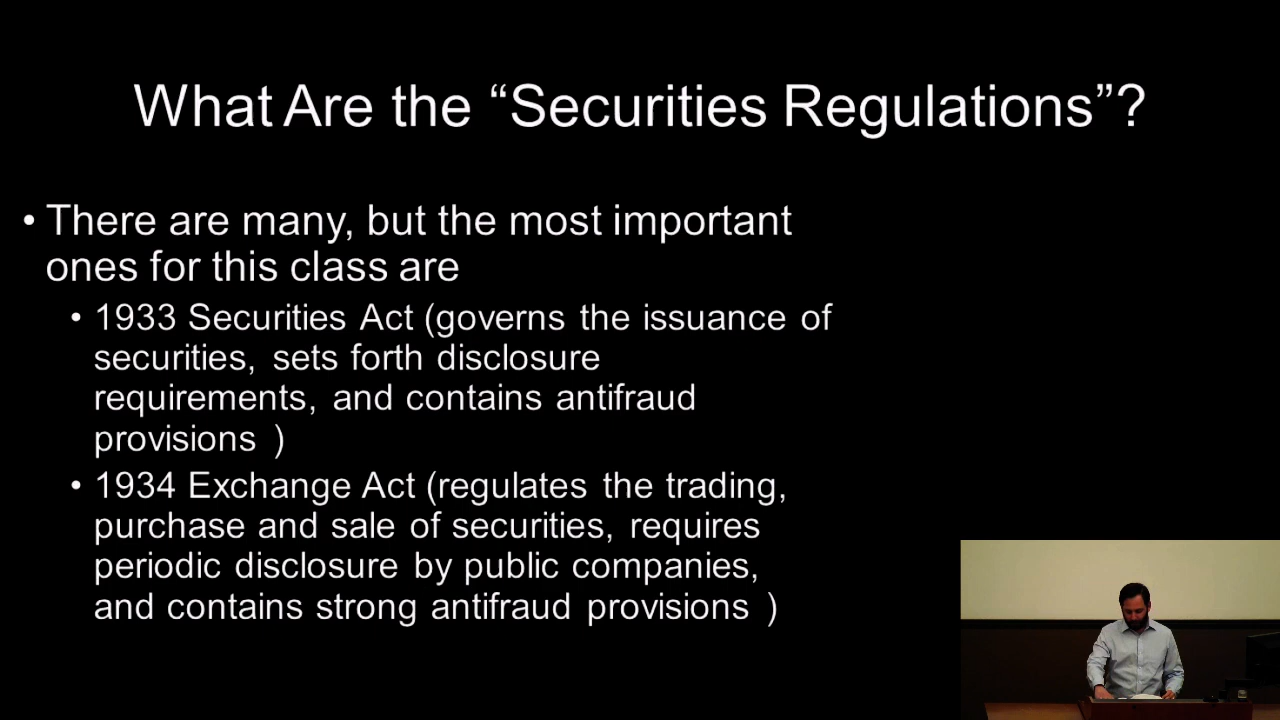 What Are the “Securities Regulations”?
• There are many, but the most important
ones for this class are
• 1933 Securities Act (governs the issuance of
securities, sets forth disclosure
requirements, and contains antifraud
provisions )
• 1934 Exchange Act (regulates the trading,
purchase and sale of securities, requires
periodic disclosure by public companies,
and contains strong antifraud provisions )